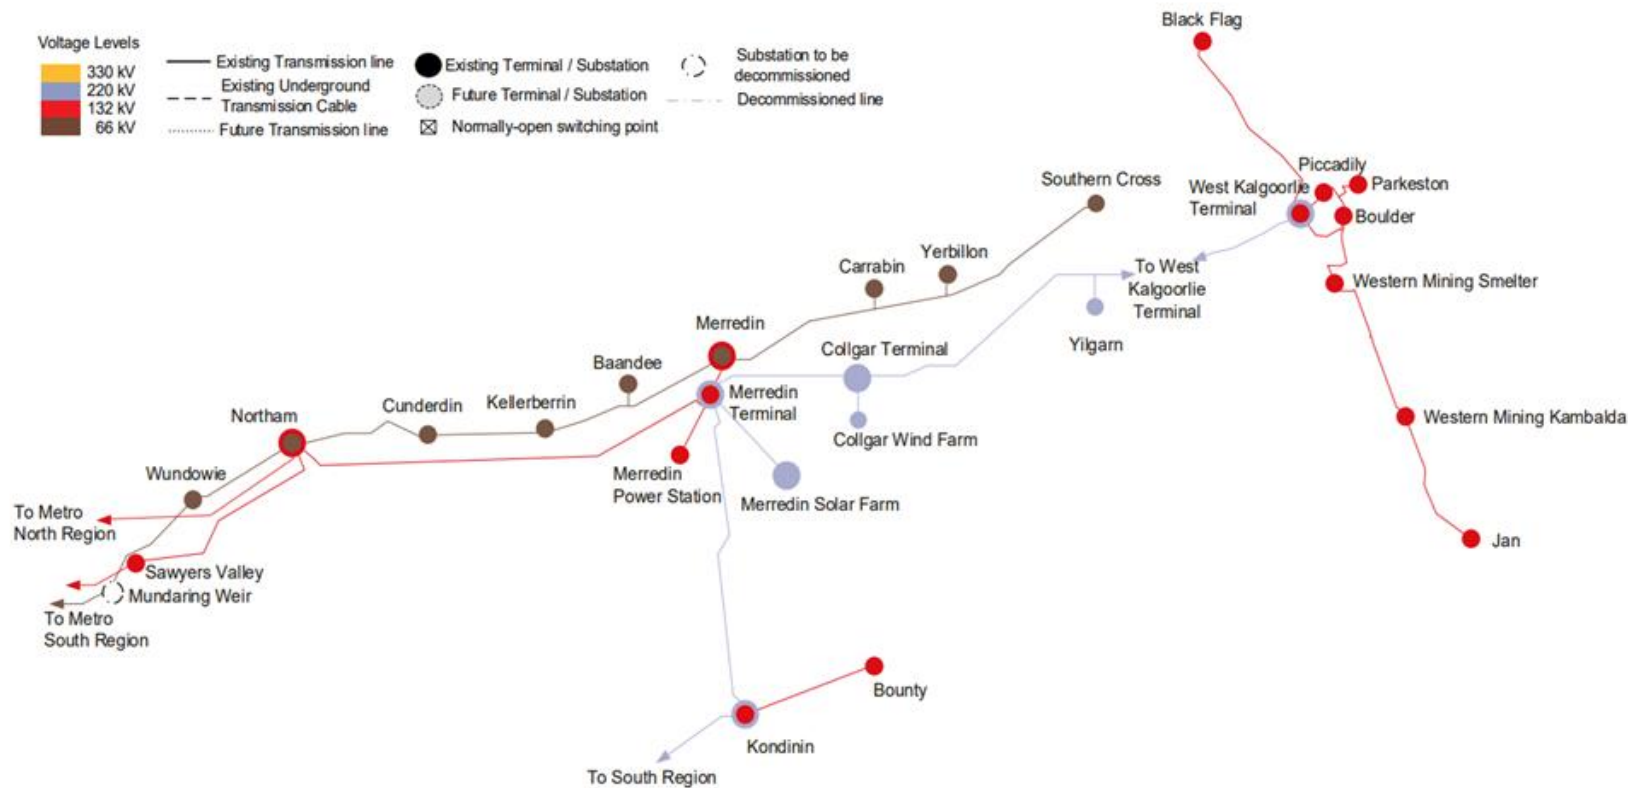 Black Flag
Voltage Levels
330 kV
220 kV
132 kV
66 kV
Existing Transmission line
Existing Underground
Transmission Cable
Future Transmission line
Existing Terminal / Substation
Future Terminal / Substation
Normally-open switching point
Substation to be
decommissioned
Decommissioned line
Piccadily
Parkeston
West Kalgoorlie
Terminal
Boulder
Southern Cross
Yerbillon
Carrabin
To West
Kalgoorlie
Terminal
Western Mining Smelter
Yilgarn
Merredin
Collgar Terminal
Baandee
Merredin
Terminal
Kellerberrin
Cunderdin
Northam
Collgar Wind Farm
Western Mining Kambalda
Merredin
Power Station
Merredin Solar Farm
Wundowie
To Metro
North Region
Jan
Sawyers Valley
Mundaring Weir
To Metro
South Region
Bounty
Kondinin
To South Region